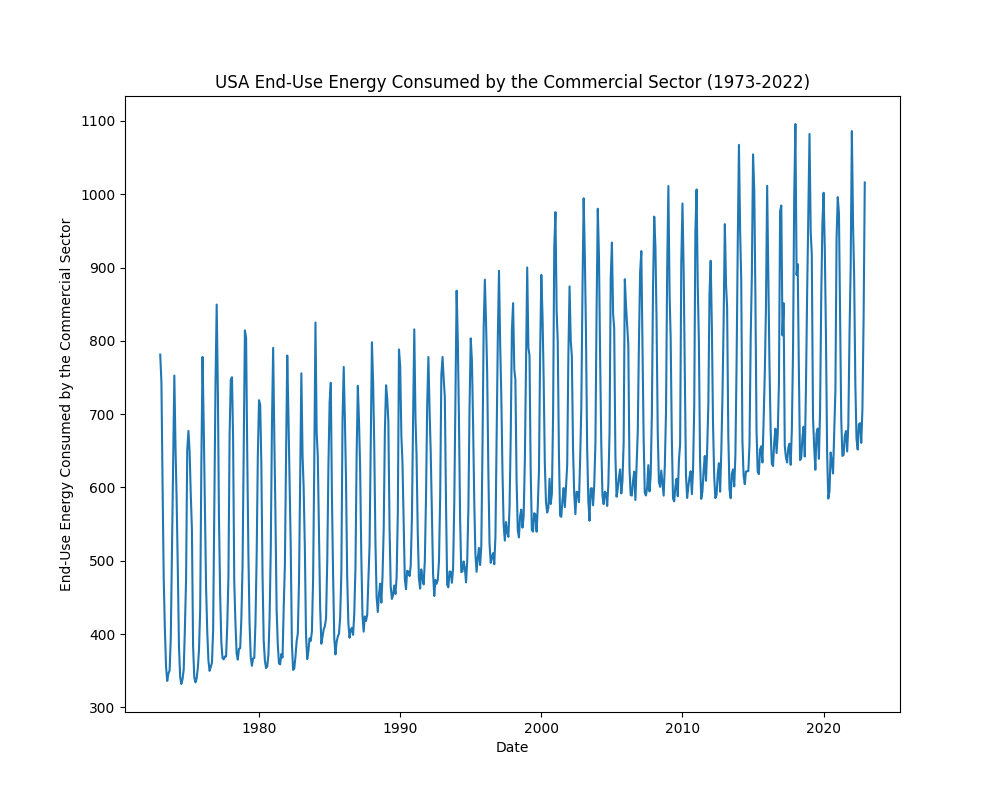 USA End-Use Energy Consumed by the Commercial Sector (1973-2022)
1100
1000
900
800
700
600
500
400
300
End-Use Energy Consumed by the Commercial Sector
1980 1990 2000 2010 2020
Date